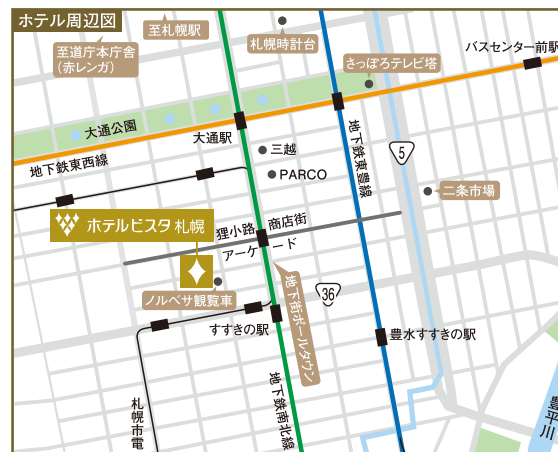 ホテル周辺図
至札幌駅
札幌時計台
至道庁本庁舎
(赤レンガ)
バスセンター前駅
さっぽろテレビ塔
大通公園
大通駅
地下鉄東西線
三越
PARCO
地下鉄東豊線
5
二条市場
ホテルビスタ 札幌
狸小路 商店街
アーケード
ノルベサ観覧車
36
地下街ポールタウン
すすきの駅
豊水すすきの駅
地下鉄南北線
札幌市電
豊平川